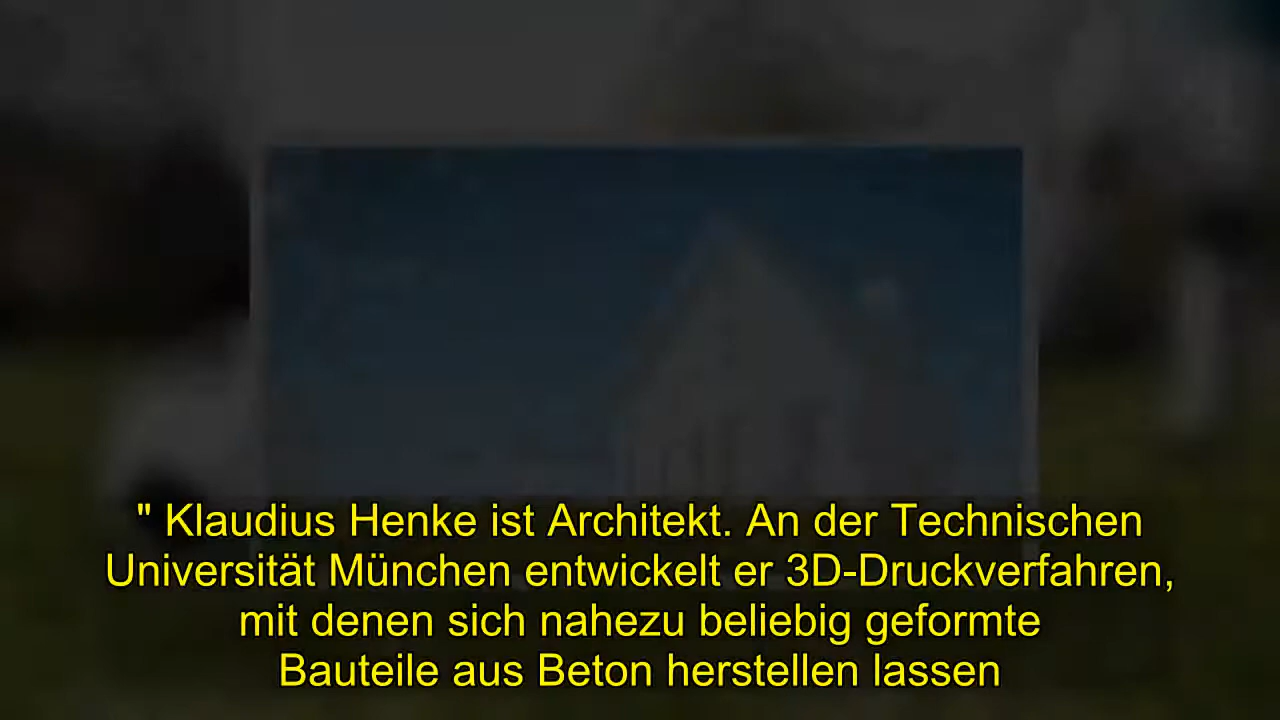 " Klaudius Henke ist Architekt. An der Technischen
Universität München entwickelt er 3D-Druckverfahren,
mit denen sich nahezu beliebig geformte
Bauteile aus Beton herstellen lassen